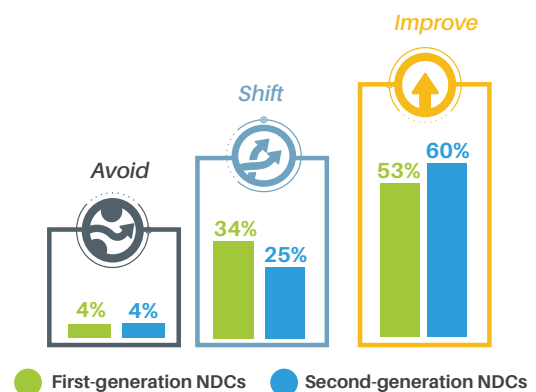 Improve
Shift
Avoid
53%
60%
34%
25%
4%
4%
First-generation NDCs
Second-generation NDCs